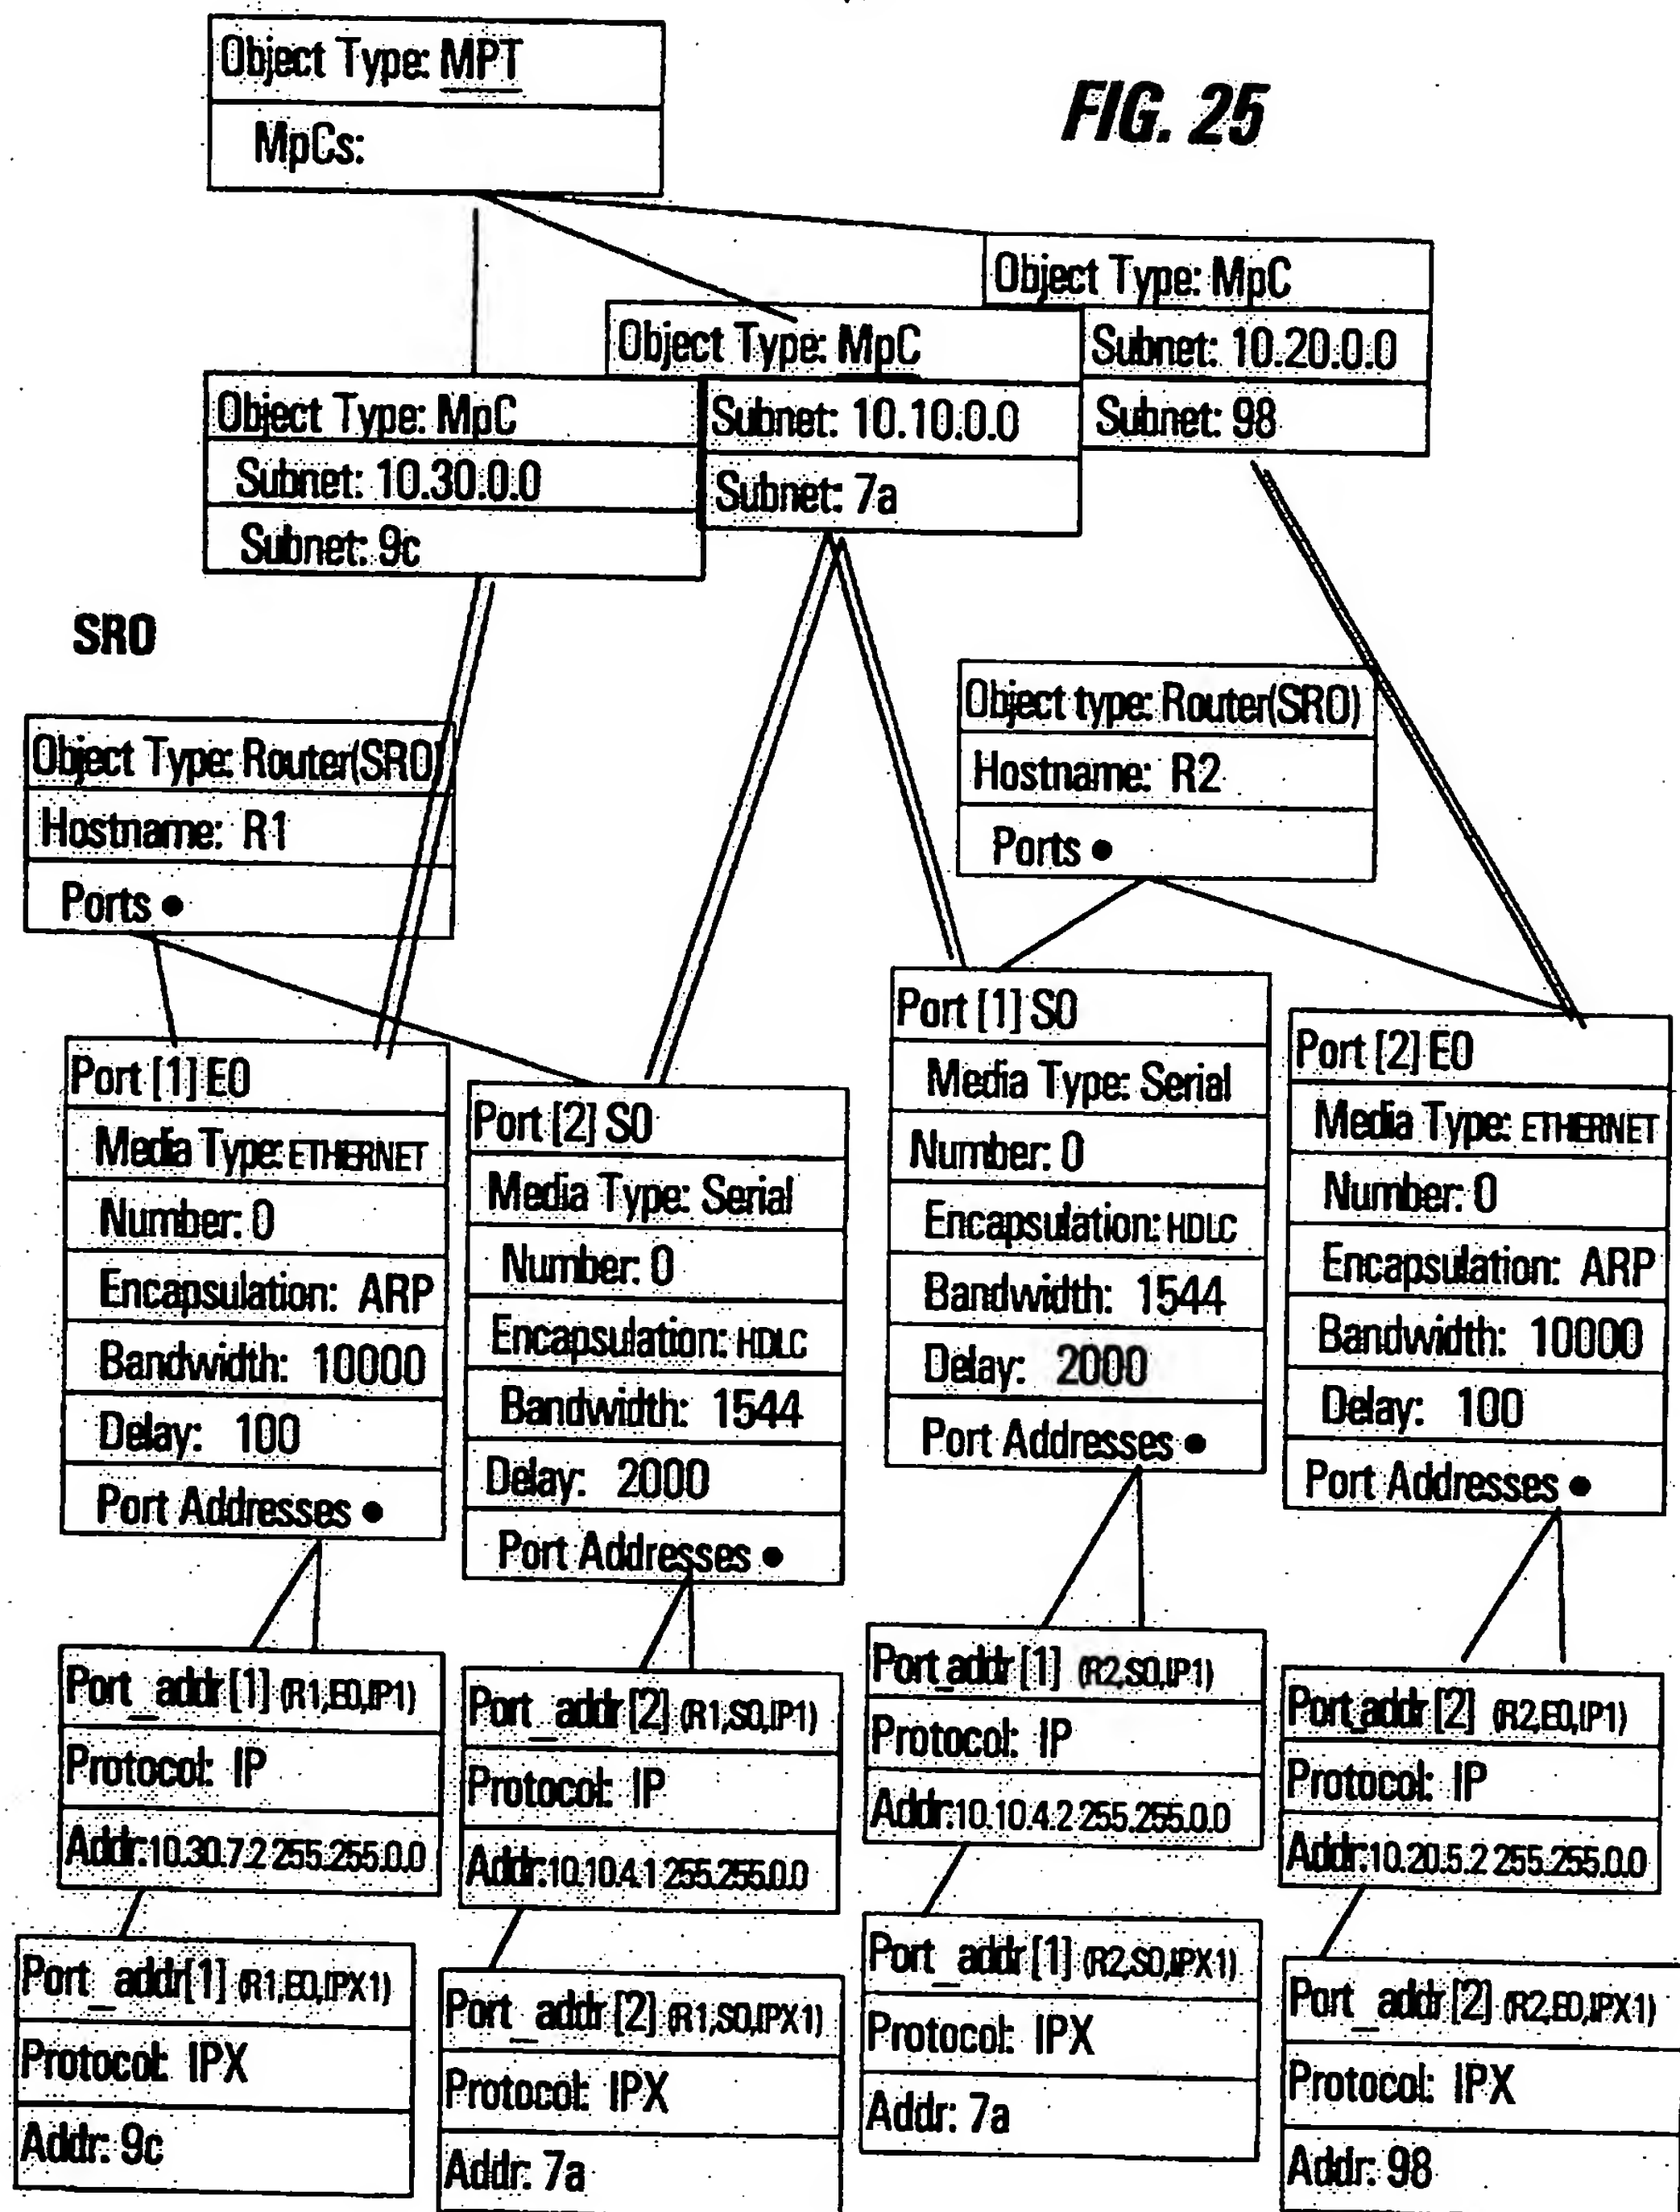 FIG. 25
Object Type: MPT
MpCs:
Object Type: MpC
Subnet: 10.20.0.0
Subnet: 98
Object Type: MpC
Subnet: 10.10.0.0
Subnet: 7a
Object Type: MpC
Subnet: 10.30.0.0
Subnet: 9c
SRO
Object Type: Router(SRO)
Hostname: R1
Ports •
Object type: Router(SRO)
Hostname: R2
Ports •
Port [1] E0
Media Type: ETHERNET
Number: 0
Encapsulation: ARP
Bandwidth: 10000
Delay: 100
Port Addresses •
Port [2] S0
Media Type: Serial
Number: 0
Encapsulation: HDLC
Bandwidth: 1544
Delay: 2000
Port Addresses •
Port [1] S0
Media Type: Serial
Number: 0
Encapsulation: HDLC
Bandwidth: 1544
Delay: 2000
Port Addresses •
Port [2] E0
Media Type: ETHERNET
Number: 0
Encapsulation: ARP
Bandwidth: 10000
Delay: 100
Port Addresses •
Port_addr [1] (R1,E0,IP1)
Protocol: IP
Addr:10.30.7.2 255.255.0.0
Port_addr [2] (R1,S0,IP1)
Protocol: IP
Addr:10.10.4.1 255.255.0.0
Port_addr [1] (R2,S0,IP1)
Protocol: IP
Addr:10.10.4.2 255.255.0.0
Port_addr [2] (R2,E0,IP1)
Protocol: IP
Addr:10.20.5.2 255.255.0.0
Port_addr[1] (R1,E0,IPX1)
Protocol: IPX
Addr: 9c
Port_addr [2] (R1,S0,IPX1)
Protocol: IPX
Addr: 7a
Port_addr [1] (R2,S0,IPX1)
Protocol: IPX
Addr: 7a
Port_addr [2] (R2,E0,IPX1)
Protocol: IPX
Addr: 98